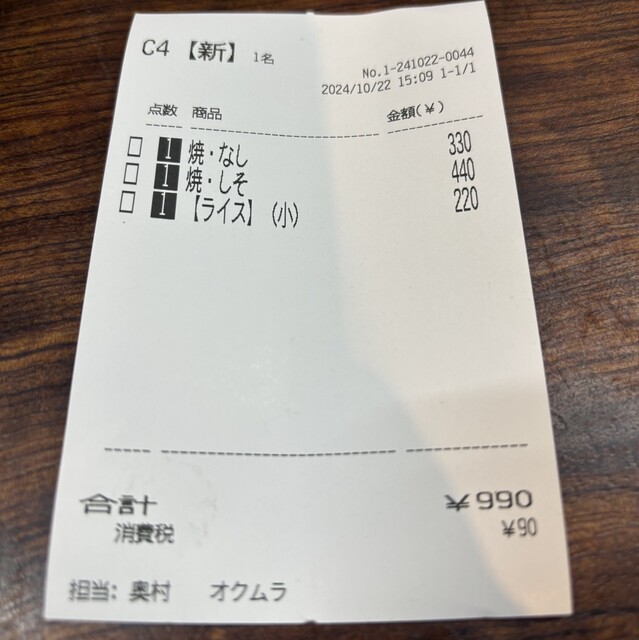 C4 【新】 1名
No.1-241022-0044
2024/10/22 15:09 1-1/1
点数 商品 金額(¥)
□ 1 焼・なし 330
□ 1 焼・しそ 440
□ 1 【ライス】 (小) 220
合計 ¥990
消費税 ¥90
担当: 奥村 オクムラ